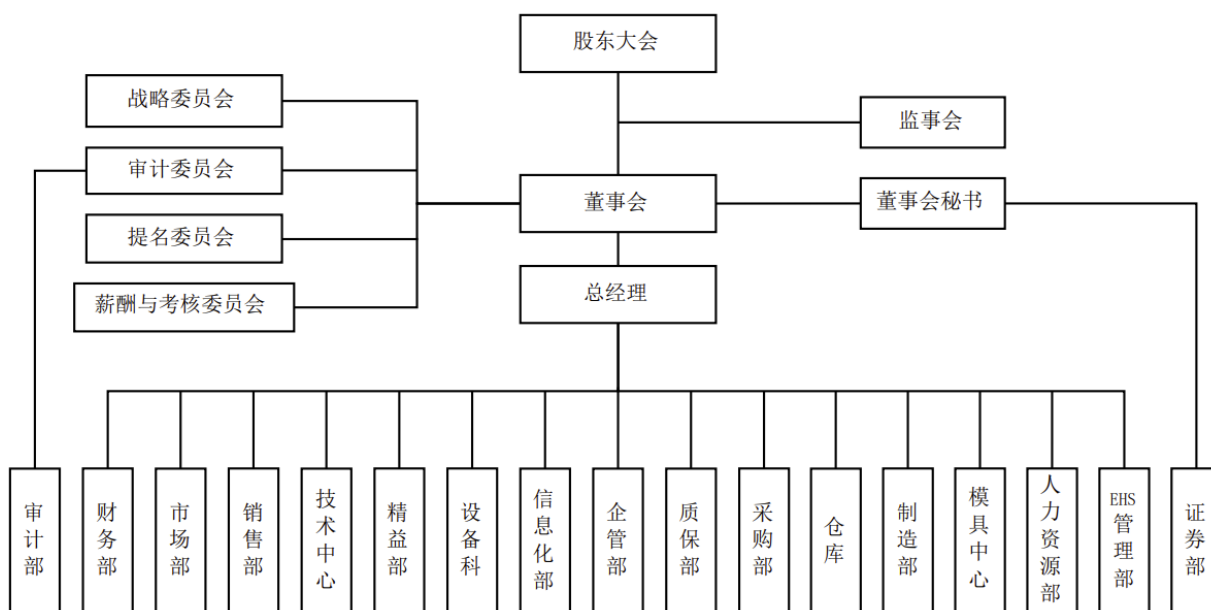 股东大会
战略委员会
监事会
审计委员会
董事会
董事会秘书
提名委员会
总经理
薪酬与考核委员会
审计部
财务部
市场部
销售部
技术中心
精益部
设备科
信息化部
企管部
质保部
采购部
仓库
制造部
模具中心
人力资源部
EHS管理部
证券部